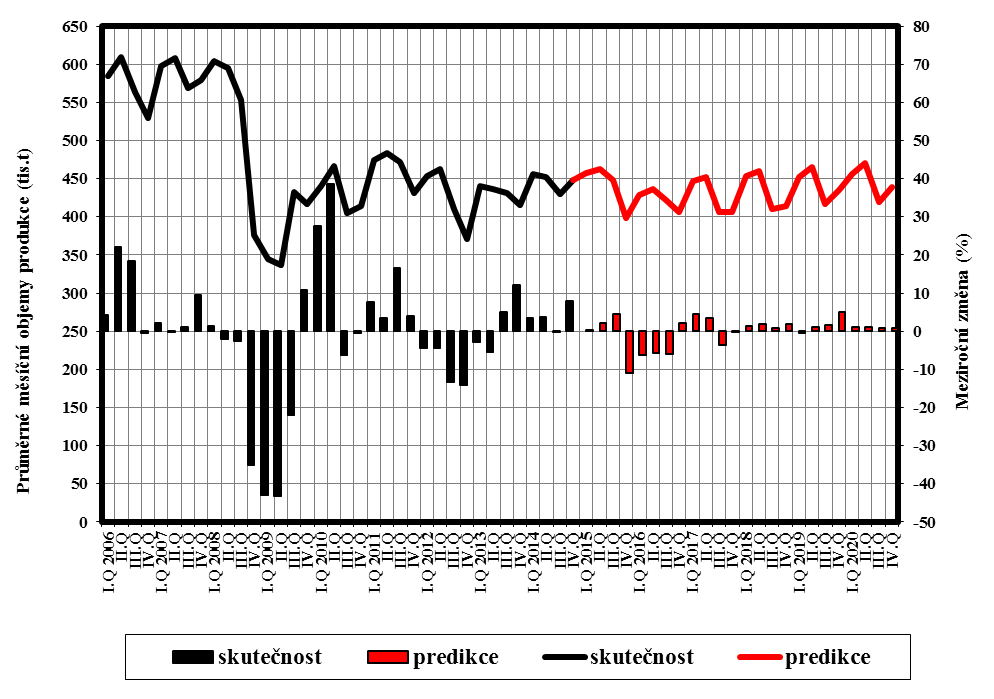 650
600
550
500
450
400
350
300
250
200
150
100
50
0
Průměrné měsíční objemy produkce (tis.t)
80
70
60
50
40
30
20
10
0
-10
-20
-30
-40
-50
Meziroční změna (%)
I.Q 2006
II.Q
III.Q
IV.Q
I.Q 2007
II.Q
III.Q
IV.Q
I.Q 2008
II.Q
III.Q
IV.Q
I.Q 2009
II.Q
III.Q
IV.Q
I.Q 2010
II.Q
III.Q
IV.Q
I.Q 2011
II.Q
III.Q
IV.Q
I.Q 2012
II.Q
III.Q
IV.Q
I.Q 2013
II.Q
III.Q
IV.Q
I.Q 2014
II.Q
III.Q
IV.Q
I.Q 2015
II.Q
III.Q
IV.Q
I.Q 2016
II.Q
III.Q
IV.Q
I.Q 2017
II.Q
III.Q
IV.Q
I.Q 2018
II.Q
III.Q
IV.Q
I.Q 2019
II.Q
III.Q
IV.Q
I.Q 2020
II.Q
III.Q
IV.Q
skutečnost predikce skutečnost predikce